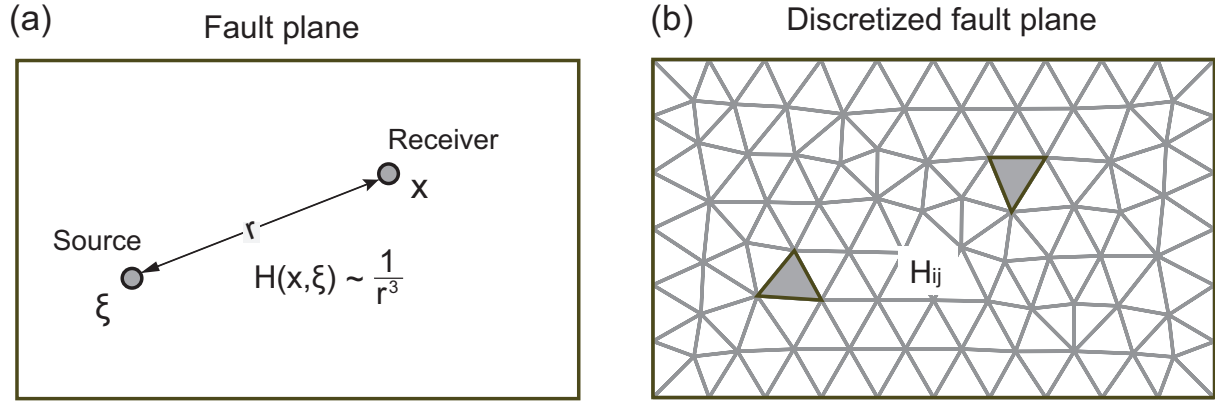 (a)
Fault plane
Receiver
x
r
Source
ξ
H(x,ξ) ~ 1/r³
(b)
Discretized fault plane
Hij